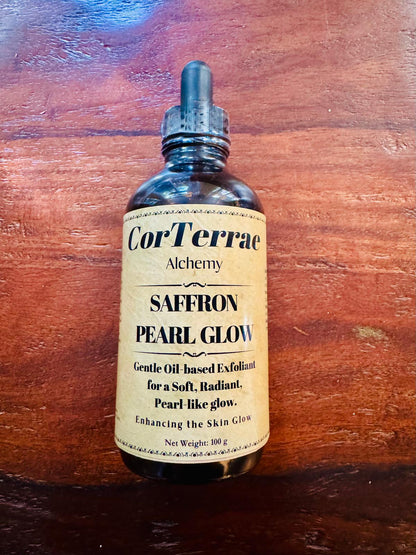 CorTerrae
Alchemy
SAFFRON
PEARL GLOW
Gentle Oil-based Exfoliant
for a Soft, Radiant,
Pearl-like glow.
Enhancing the Skin Glow
Net Weight: 100 g